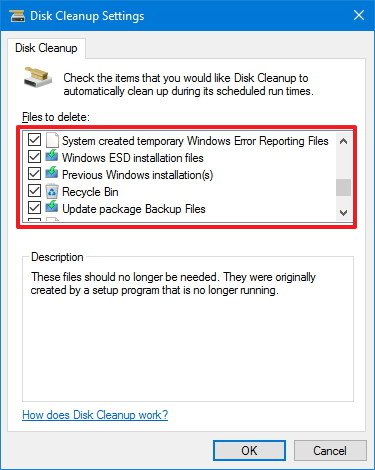 Disk Cleanup Settings
Disk Cleanup
Check the items that you would like Disk Cleanup to
automatically clean up during its scheduled run times.
Files to delete:
System created temporary Windows Error Reporting Files
Windows ESD installation files
Previous Windows installation(s)
Recycle Bin
Update package Backup Files
Description
These files should no longer be needed. They were originally
created by a setup program that is no longer running.
How does Disk Cleanup work?
OK
Cancel